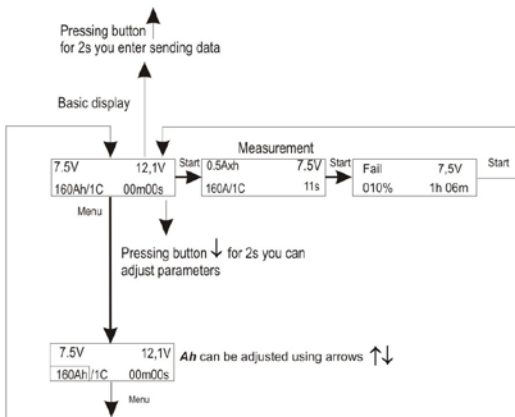 Pressing button ↑
for 2s you enter sending data
Basic display
Measurement
7.5V 12,1V
160Ah/1C 00m00s
Start
0.5Axh 7.5V
160A/1C 11s
Start
Fail 7,5V
010% 1h 06m
Start
Menu
Pressing button ↓ for 2s you can
adjust parameters
7.5V 12,1V
160Ah/1C 00m00s
Ah can be adjusted using arrows ↑↓
Menu